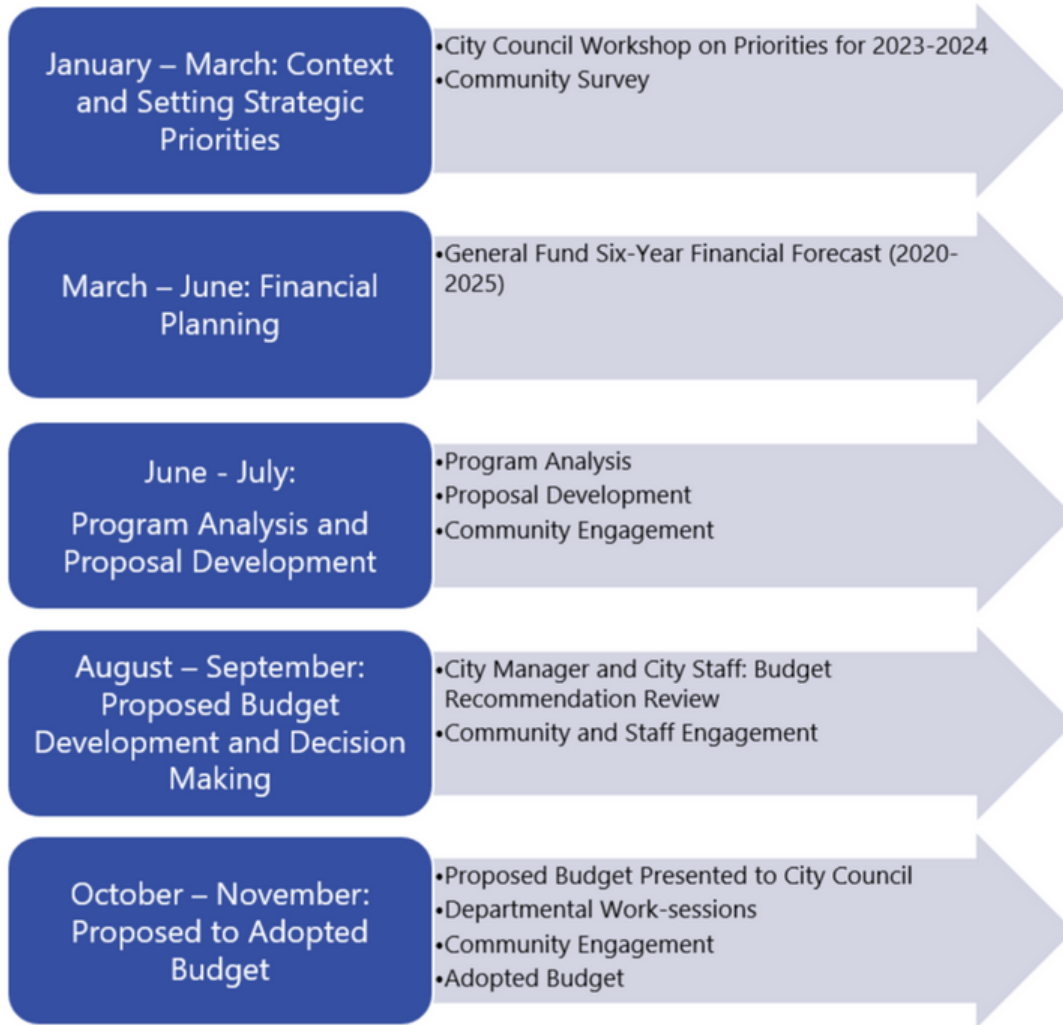 January – March: Context
and Setting Strategic
Priorities
•City Council Workshop on Priorities for 2023-2024
•Community Survey
March – June: Financial
Planning
•General Fund Six-Year Financial Forecast (2020-
2025)
June - July:
Program Analysis and
Proposal Development
•Program Analysis
•Proposal Development
•Community Engagement
August – September:
Proposed Budget
Development and Decision
Making
•City Manager and City Staff: Budget
Recommendation Review
•Community and Staff Engagement
October – November:
Proposed to Adopted
Budget
•Proposed Budget Presented to City Council
•Departmental Work-sessions
•Community Engagement
•Adopted Budget